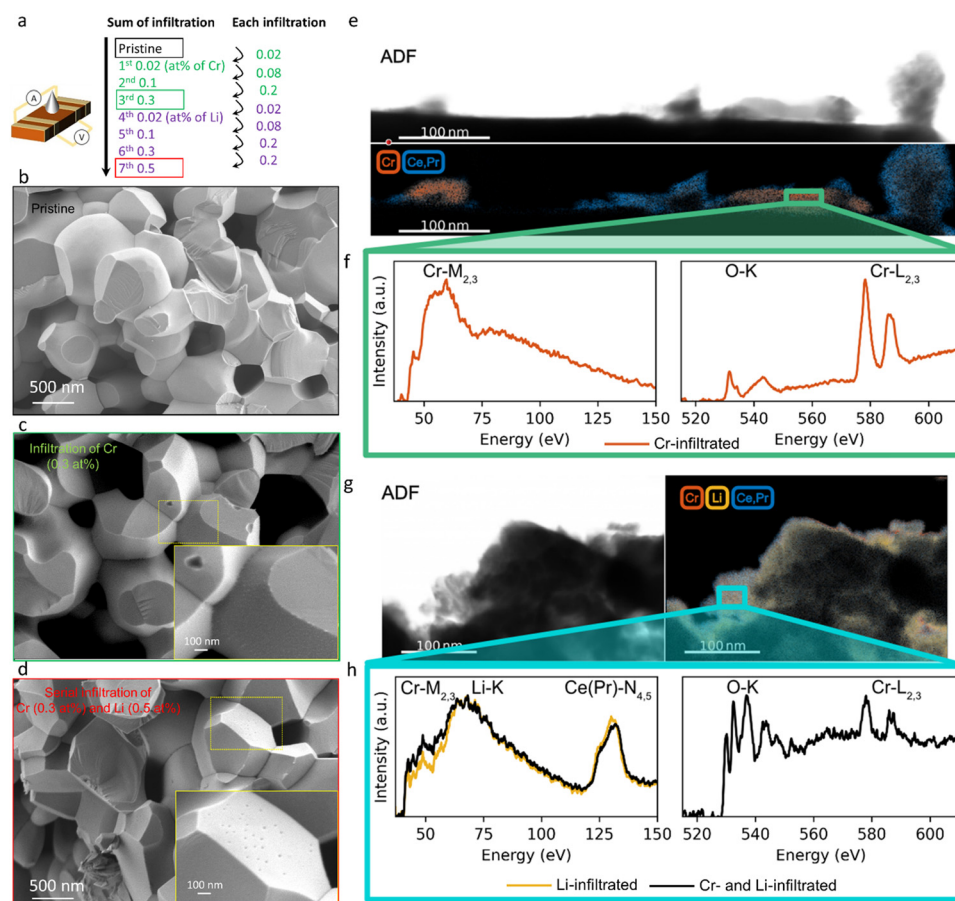 a
Sum of infiltration
Each infiltration
Pristine
1st 0.02 (at% of Cr)
2nd 0.1
3rd 0.3
4th 0.02 (at% of Li)
5th 0.1
6th 0.3
7th 0.5
0.02
0.08
0.2
0.02
0.08
0.2
0.2
A
V
b
Pristine
500 nm
c
Infiltration of Cr
(0.3 at%)
100 nm
d
Serial infiltration of
Cr (0.3 at%) and Li (0.5 at%)
500 nm
100 nm
e
ADF
100 nm
Cr Ce,Pr
100 nm
f
Cr-M2,3
Intensity (a.u.)
50 75 100 125 150
Energy (eV)
O-K
Cr-L2,3
520 540 560 580 600
Energy (eV)
Cr-infiltrated
g
ADF
100 nm
Cr Li Ce,Pr
100 nm
h
Cr-M2,3 Li-K Ce(Pr)-N4,5
Intensity (a.u.)
50 75 100 125 150
Energy (eV)
O-K
Cr-L2,3
520 540 560 580 600
Energy (eV)
Li-infiltrated
Cr- and Li-infiltrated